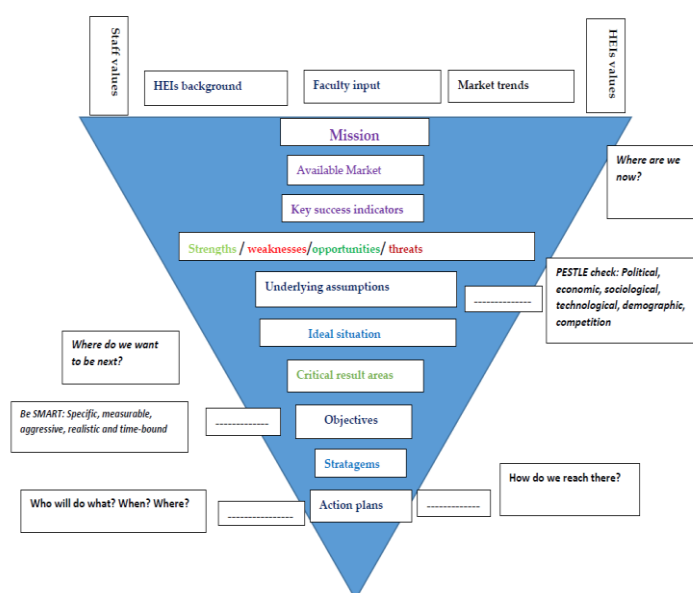 Staff values
HEIs values
HEIs background
Faculty input
Market trends
Mission
Available Market
Where are we
now?
Key success indicators
Strengths / weaknesses/opportunities/ threats
Underlying assumptions
--------------
PESTLE check: Political,
economic, sociological,
technological, demographic,
competition
Ideal situation
Where do we want
to be next?
Critical result areas
Be SMART: Specific, measurable,
aggressive, realistic and time-bound
-------------
Objectives
Stratagems
How do we reach there?
Who will do what? When? Where?
----------------
Action plans
-------------